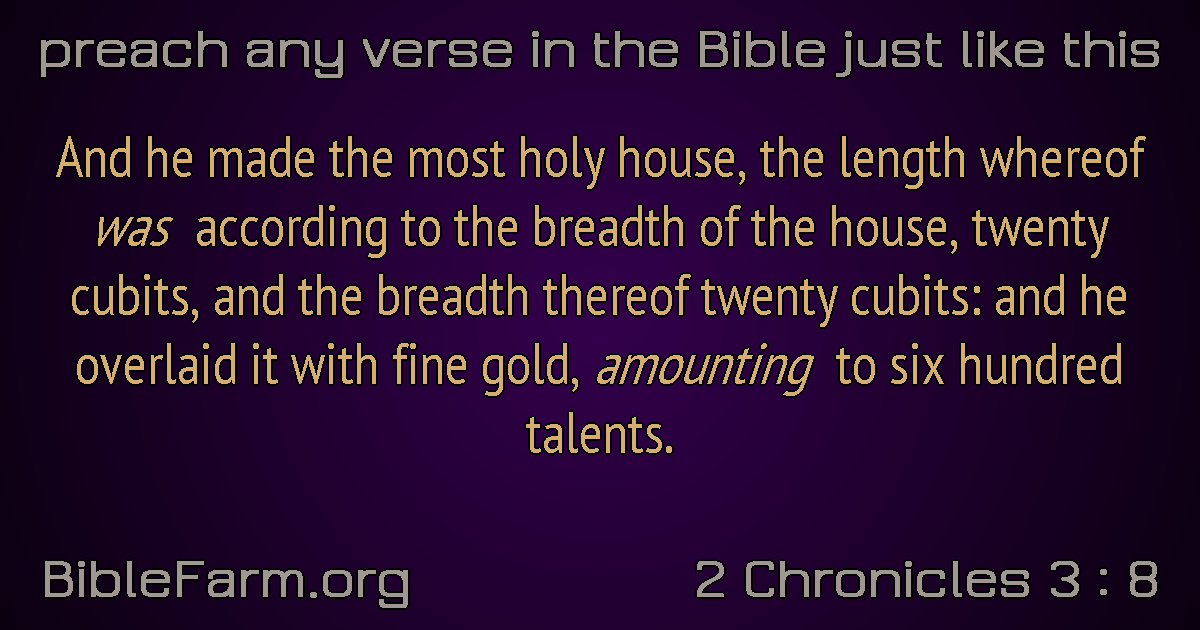 preach any verse in the Bible just like this
And he made the most holy house, the length whereof
was according to the breadth of the house, twenty
cubits, and the breadth thereof twenty cubits: and he
overlaid it with fine gold, amounting to six hundred
talents.
BibleFarm.org
2 Chronicles 3 : 8